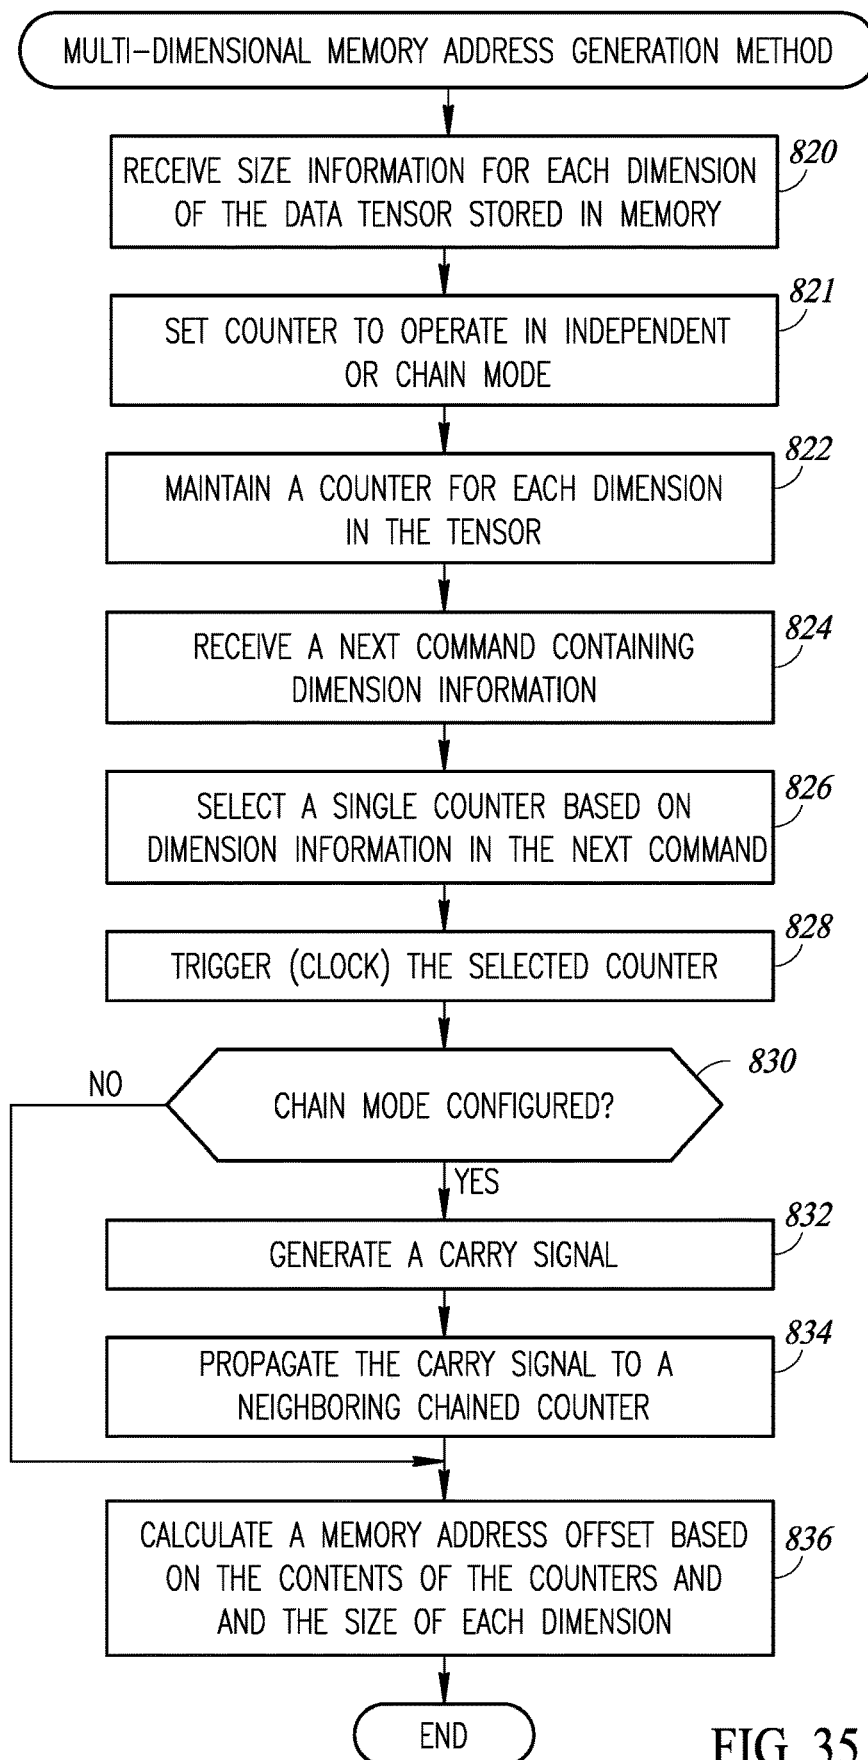 MULTI-DIMENSIONAL MEMORY ADDRESS GENERATION METHOD
820
RECEIVE SIZE INFORMATION FOR EACH DIMENSION
OF THE DATA TENSOR STORED IN MEMORY
821
SET COUNTER TO OPERATE IN INDEPENDENT
OR CHAIN MODE
822
MAINTAIN A COUNTER FOR EACH DIMENSION
IN THE TENSOR
824
RECEIVE A NEXT COMMAND CONTAINING
DIMENSION INFORMATION
826
SELECT A SINGLE COUNTER BASED ON
DIMENSION INFORMATION IN THE NEXT COMMAND
828
TRIGGER (CLOCK) THE SELECTED COUNTER
830
NO
CHAIN MODE CONFIGURED?
YES
832
GENERATE A CARRY SIGNAL
834
PROPAGATE THE CARRY SIGNAL TO A
NEIGHBORING CHAINED COUNTER
CALCULATE A MEMORY ADDRESS OFFSET BASED
836
ON THE CONTENTS OF THE COUNTERS AND
AND THE SIZE OF EACH DIMENSION
END
FIG. 35